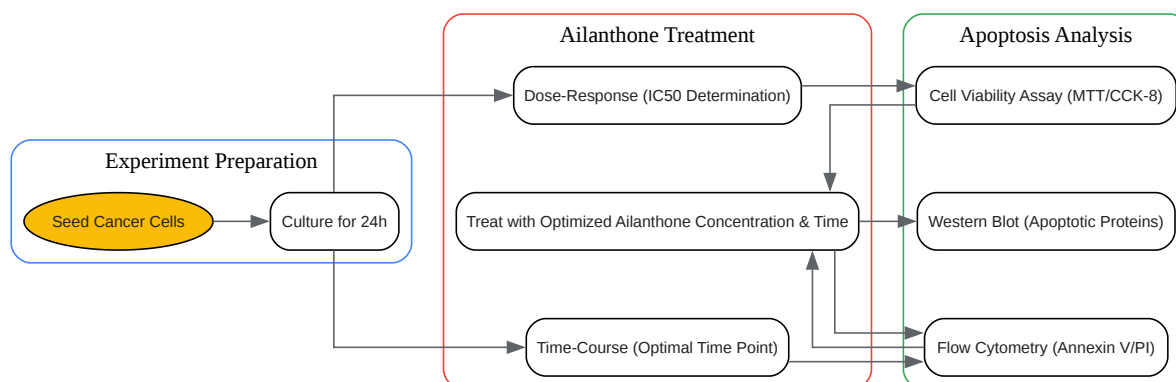 Ailanthone Treatment
Apoptosis Analysis
Dose-Response (IC50 Determination)
Cell Viability Assay (MTT/CCK-8)
Experiment Preparation
Seed Cancer Cells
Culture for 24h
Treat with Optimized Ailanthone Concentration & Time
Western Blot (Apoptotic Proteins)
Time-Course (Optimal Time Point)
Flow Cytometry (Annexin V/PI)